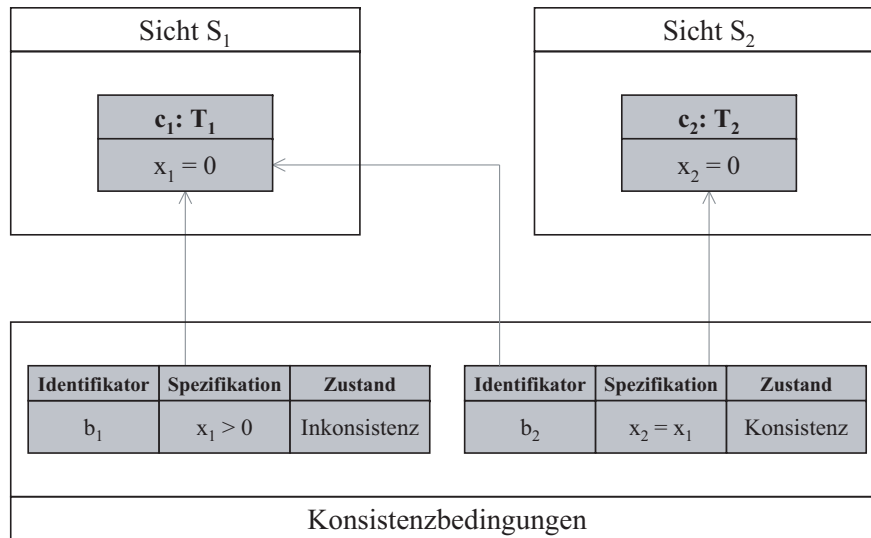 Sicht S₁
Sicht S₂
c₁: T₁
c₂: T₂
x₁ = 0
x₂ = 0
Identifikator Spezifikation Zustand
b₁ x₁ > 0 Inkonsistenz
Identifikator Spezifikation Zustand
b₂ x₂ = x₁ Konsistenz
Konsistenzbedingungen